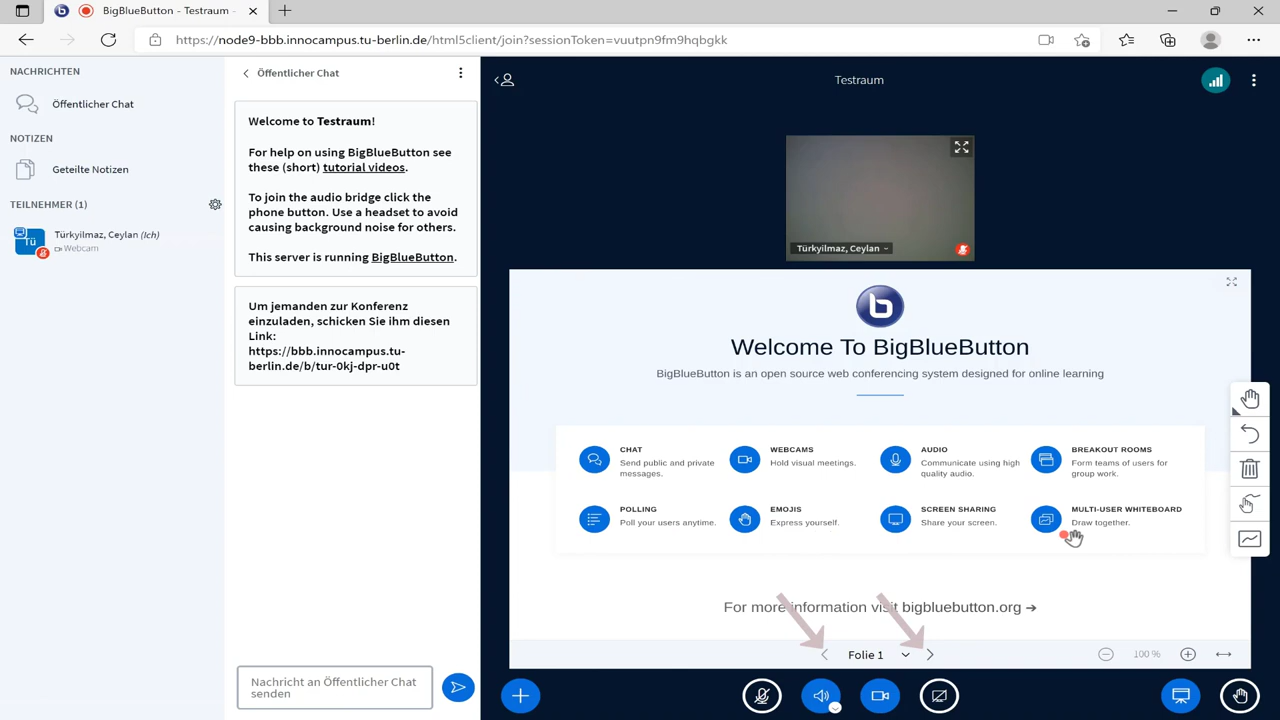 BigBlueButton - Testraum -
https://node9-bbb.innocampus.tu-berlin.de/html5client/join?sessionToken=vuutpn9fm9hqbgkk
NACHRICHTEN
Öffentlicher Chat
NOTIZEN
Geteilte Notizen
TEILNEHMER (1)
Tü
Türkyilmaz, Ceylan (Ich)
Webcam
Öffentlicher Chat
Welcome to Testraum!
For help on using BigBlueButton see
these (short) tutorial videos.
To join the audio bridge click the
phone button. Use a headset to avoid
causing background noise for others.
This server is running BigBlueButton.
Um jemanden zur Konferenz
einzuladen, schicken Sie ihm diesen
Link:
https://bbb.innocampus.tu-
berlin.de/b/tur-0kj-dpr-u0t
Nachricht an Öffentlicher Chat
senden
Testraum
Türkyilmaz, Ceylan
b
Welcome To BigBlueButton
BigBlueButton is an open source web conferencing system designed for online learning
CHAT
Send public and private
messages.
WEBCAMS
Hold visual meetings.
AUDIO
Communicate using high
quality audio.
BREAKOUT ROOMS
Form teams of users for
group work.
POLLING
Poll your users anytime.
EMOJIS
Express yourself.
SCREEN SHARING
Share your screen.
MULTI-USER WHITEBOARD
Draw together.
For more information visit bigbluebutton.org →
Folie 1
100 %